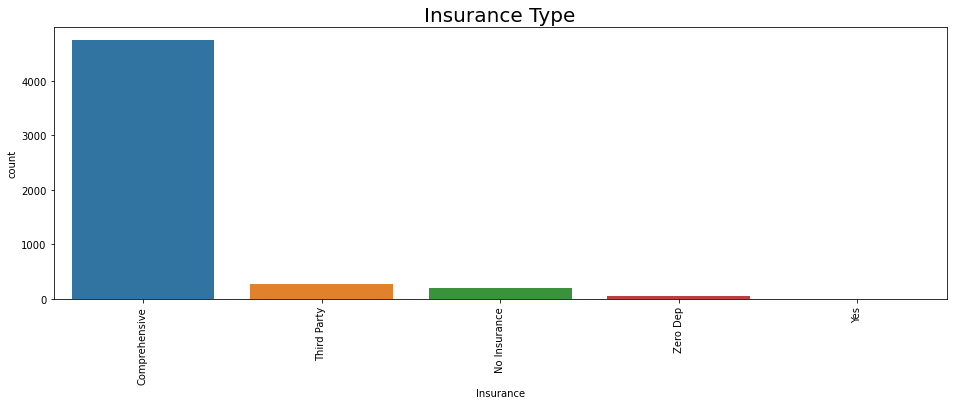 Insurance Type
4000
3000
2000
1000
0
count
Comprehensive
Third Party
No Insurance
Zero Dep
Yes
Insurance